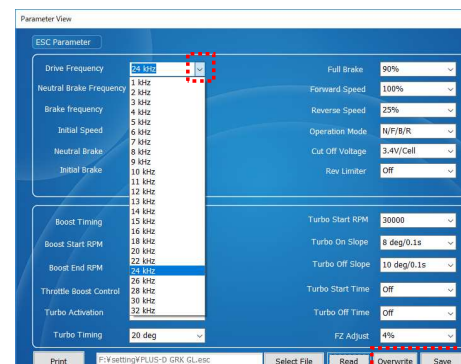 Parameter View
ESC Parameter
Drive Frequency 24 kHz
Neutral Brake Frequency
Brake frequency
Initial Speed
Neutral Brake
Initial Brake
1 kHz
2 kHz
3 kHz
4 kHz
5 kHz
6 kHz
7 kHz
8 kHz
9 kHz
10 kHz
11 kHz
12 kHz
13 kHz
14 kHz
15 kHz
16 kHz
18 kHz
20 kHz
22 kHz
24 kHz
26 kHz
28 kHz
30 kHz
32 kHz
Full Brake 90%
Forward Speed 100%
Reverse Speed 25%
Operation Mode N/F/B/R
Cut Off Voltage 3.4V/Cell
Rev Limiter Off
Boost Timing
Boost Start RPM
Boost End RPM
Throttle Boost Control
Turbo Activation
Turbo Timing 20 deg
Turbo Start RPM 30000
Turbo On Slope 8 deg/0.1s
Turbo Off Slope 10 deg/0.1s
Turbo Start Time Off
Turbo Off Time Off
FZ Adjust 4%
Print F:¥setting¥PLUS-D GRK GL.esc Select File Read Overwrite Save